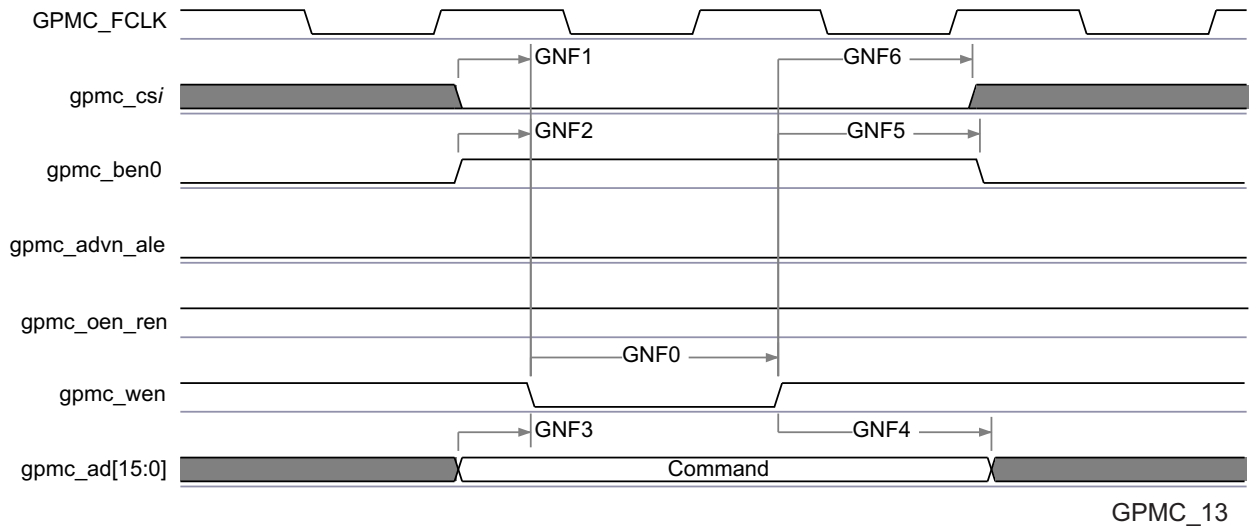 GPMC_FCLK
GNF1
GNF6
gpmc_csi
GNF2
GNF5
gpmc_ben0
gpmc_advn_ale
gpmc_oen_ren
GNF0
gpmc_wen
GNF3
GNF4
gpmc_ad[15:0]
Command
GPMC_13